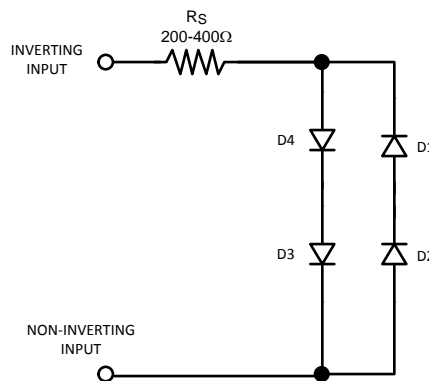 RS
200-400Ω
INVERTING
INPUT
D4
D1
D3
D2
NON-INVERTING
INPUT